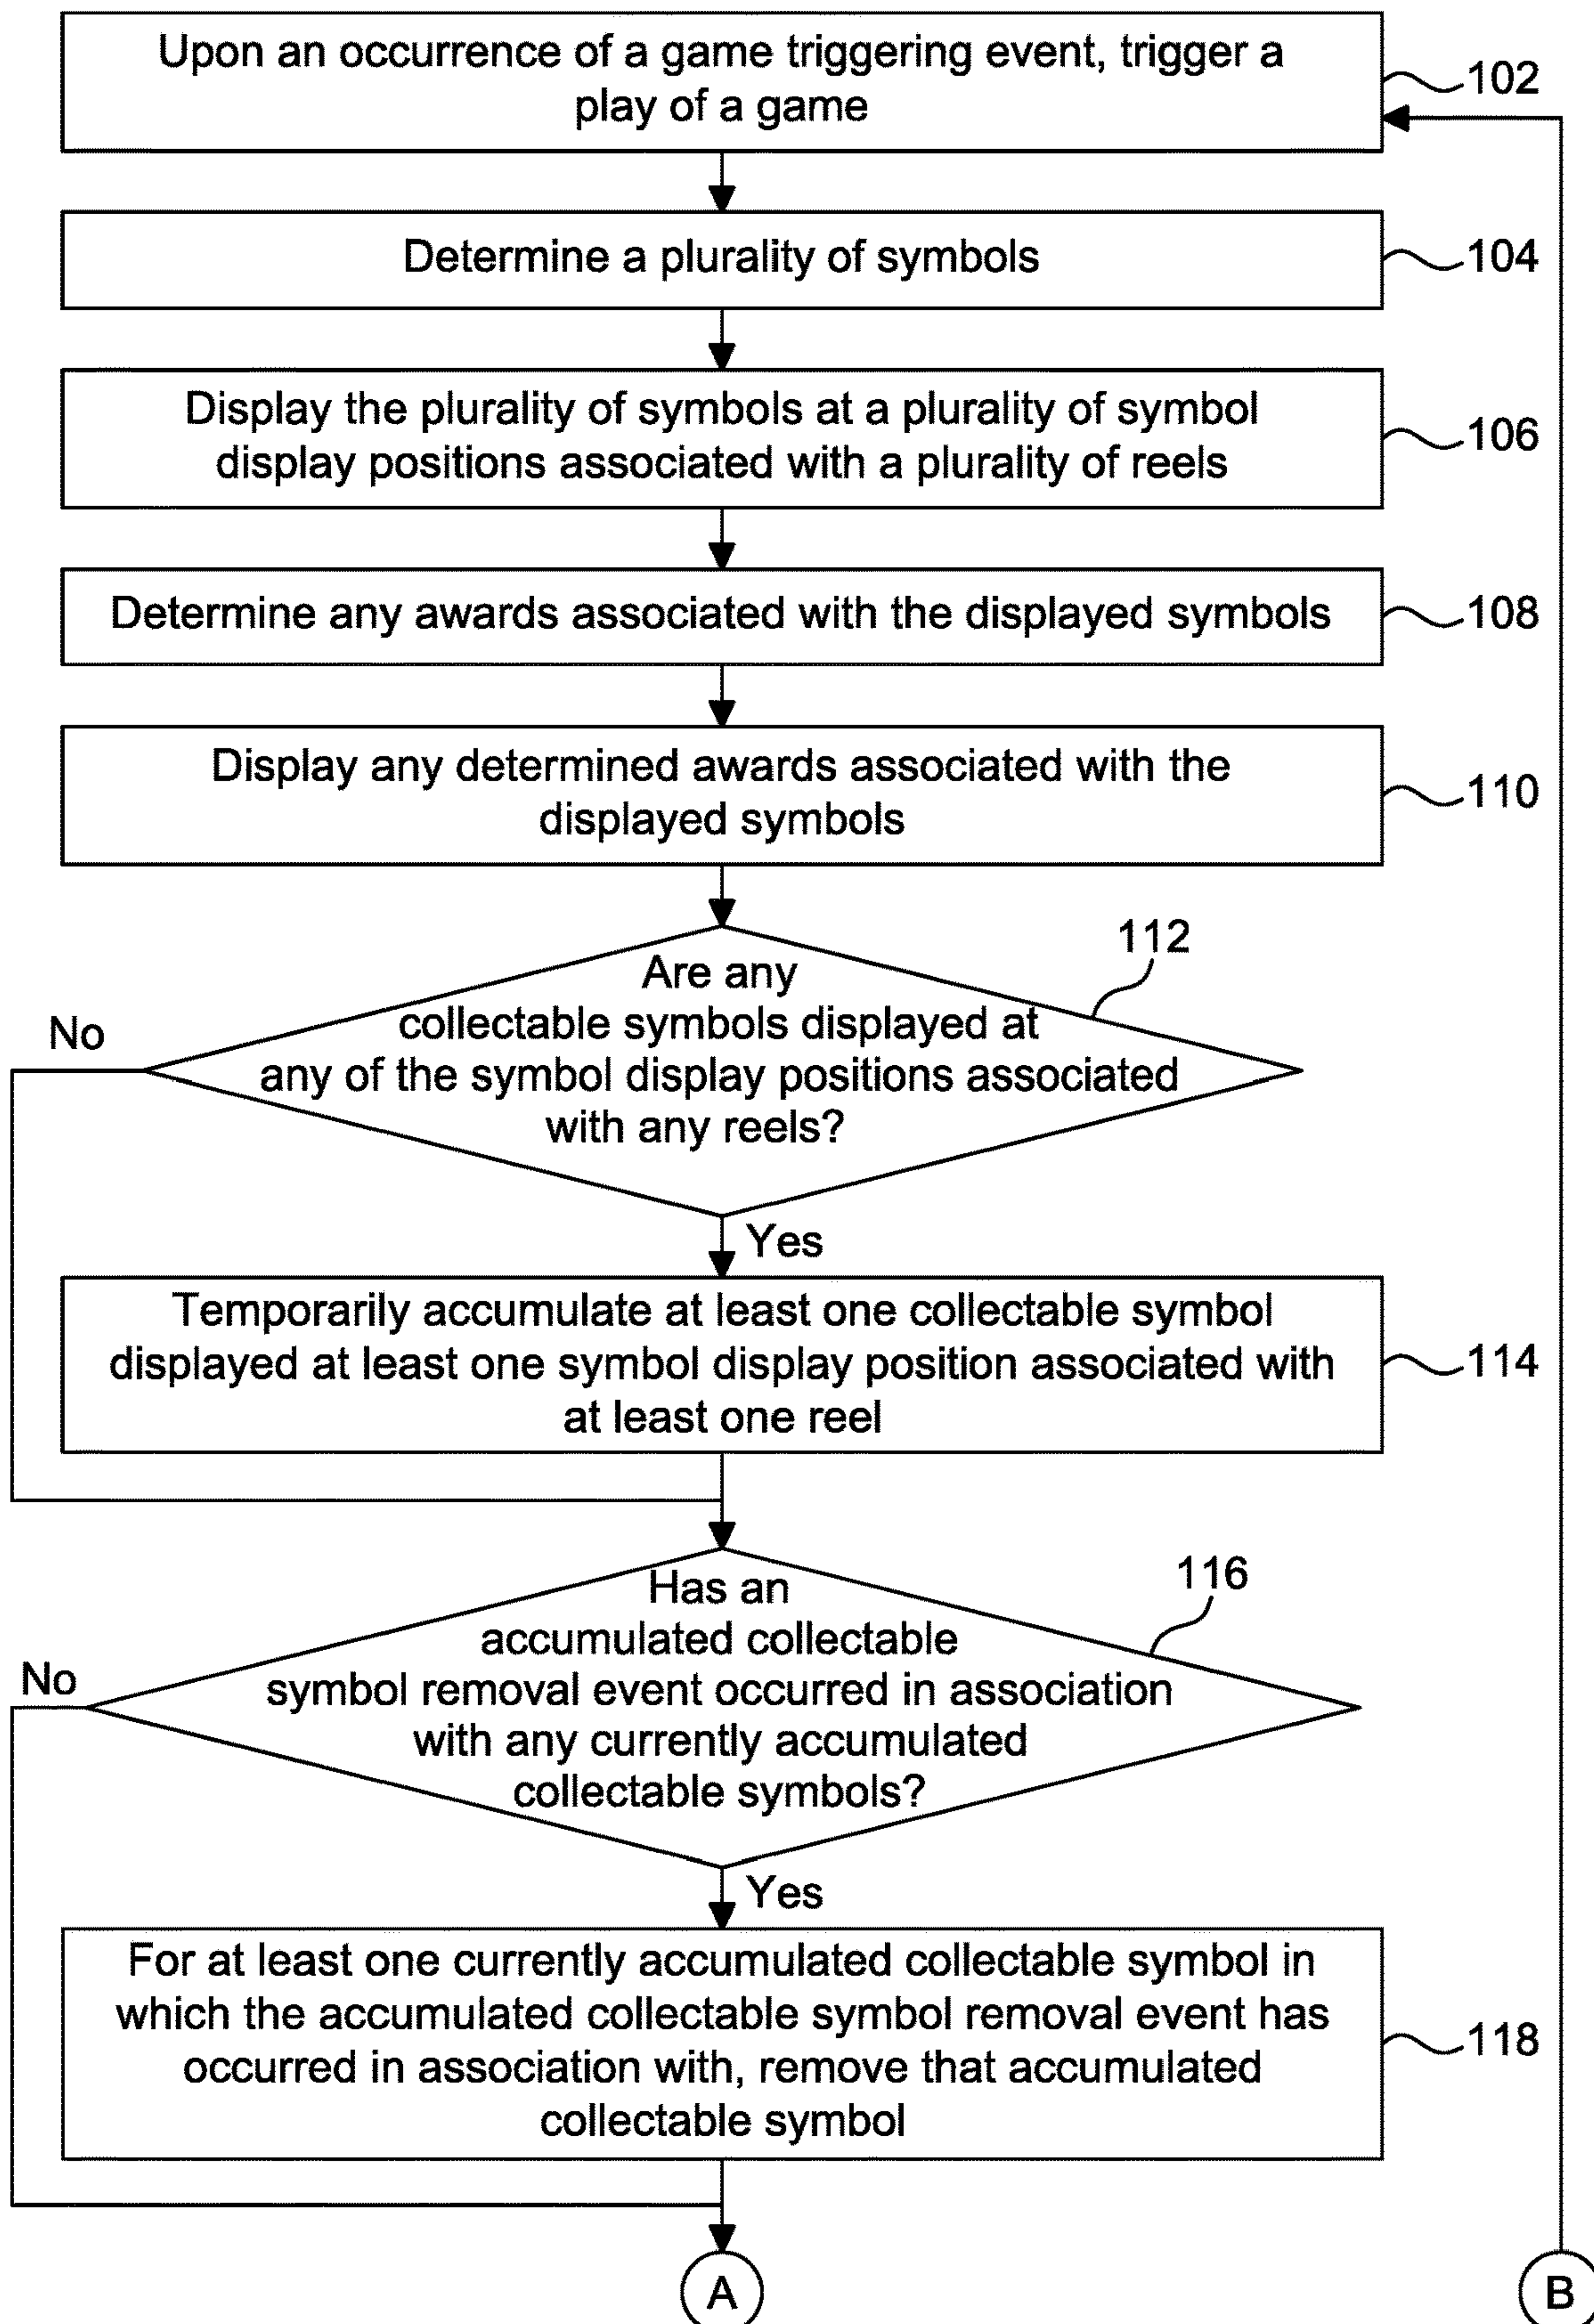 Upon an occurrence of a game triggering event, trigger a
play of a game
102
Determine a plurality of symbols
104
Display the plurality of symbols at a plurality of symbol
display positions associated with a plurality of reels
106
Determine any awards associated with the displayed symbols
108
Display any determined awards associated with the
displayed symbols
110
112
Are any
collectable symbols displayed at
any of the symbol display positions associated
with any reels?
No
Yes
Temporarily accumulate at least one collectable symbol
displayed at least one symbol display position associated with
at least one reel
114
116
Has an
accumulated collectable
symbol removal event occurred in association
with any currently accumulated
collectable symbols?
No
Yes
For at least one currently accumulated collectable symbol in
which the accumulated collectable symbol removal event has
occurred in association with, remove that accumulated
collectable symbol
118
A
B